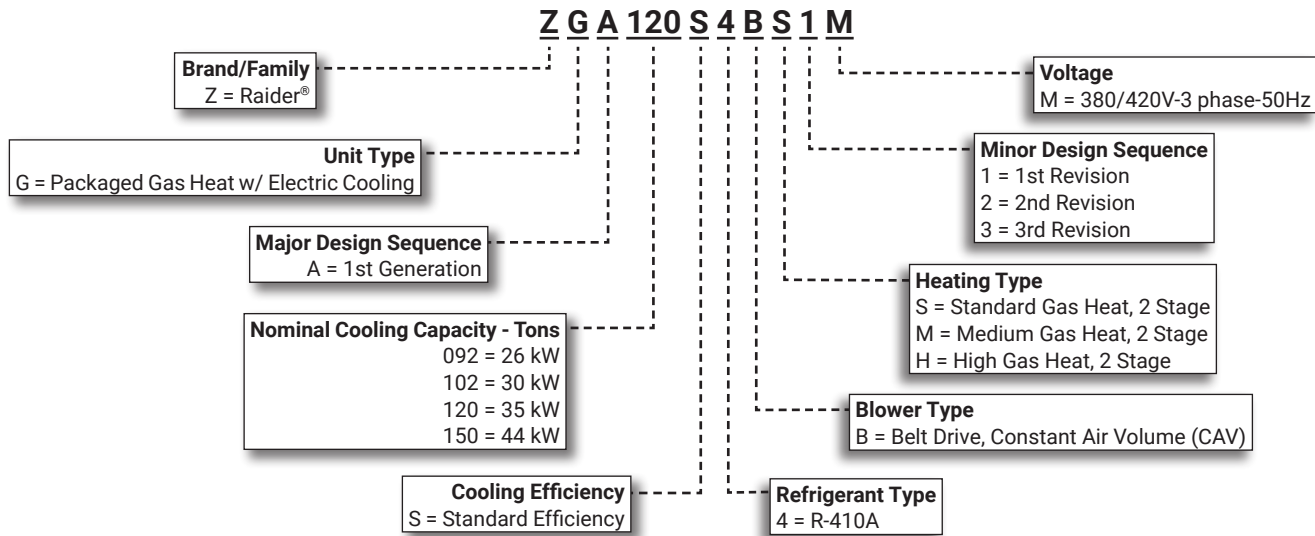 Z G A 120 S 4 B S 1 M
Brand/Family
Z = Raider®
Unit Type
G = Packaged Gas Heat w/ Electric Cooling
Major Design Sequence
A = 1st Generation
Nominal Cooling Capacity - Tons
092 = 26 kW
102 = 30 kW
120 = 35 kW
150 = 44 kW
Cooling Efficiency
S = Standard Efficiency
Refrigerant Type
4 = R-410A
Blower Type
B = Belt Drive, Constant Air Volume (CAV)
Heating Type
S = Standard Gas Heat, 2 Stage
M = Medium Gas Heat, 2 Stage
H = High Gas Heat, 2 Stage
Minor Design Sequence
1 = 1st Revision
2 = 2nd Revision
3 = 3rd Revision
Voltage
M = 380/420V-3 phase-50Hz